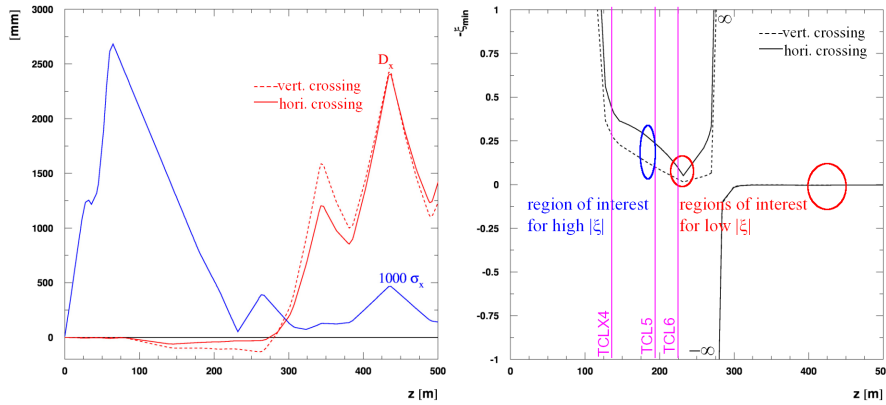 [mm]
3000
2500
2000
1500
1000
500
0
0
100
200
300
400
500
z [m]
D_x
vert. crossing
hori. crossing
1000 σ_x
-ξ_min
1
0.75
0.5
0.25
0
-0.25
-0.5
-0.75
-1
0
100
200
300
400
500
z [m]
∞
vert. crossing
hori. crossing
region of interest
for high |ξ|
regions of interest
for low |ξ|
TCLX4
TCL5
TCL6
−∞